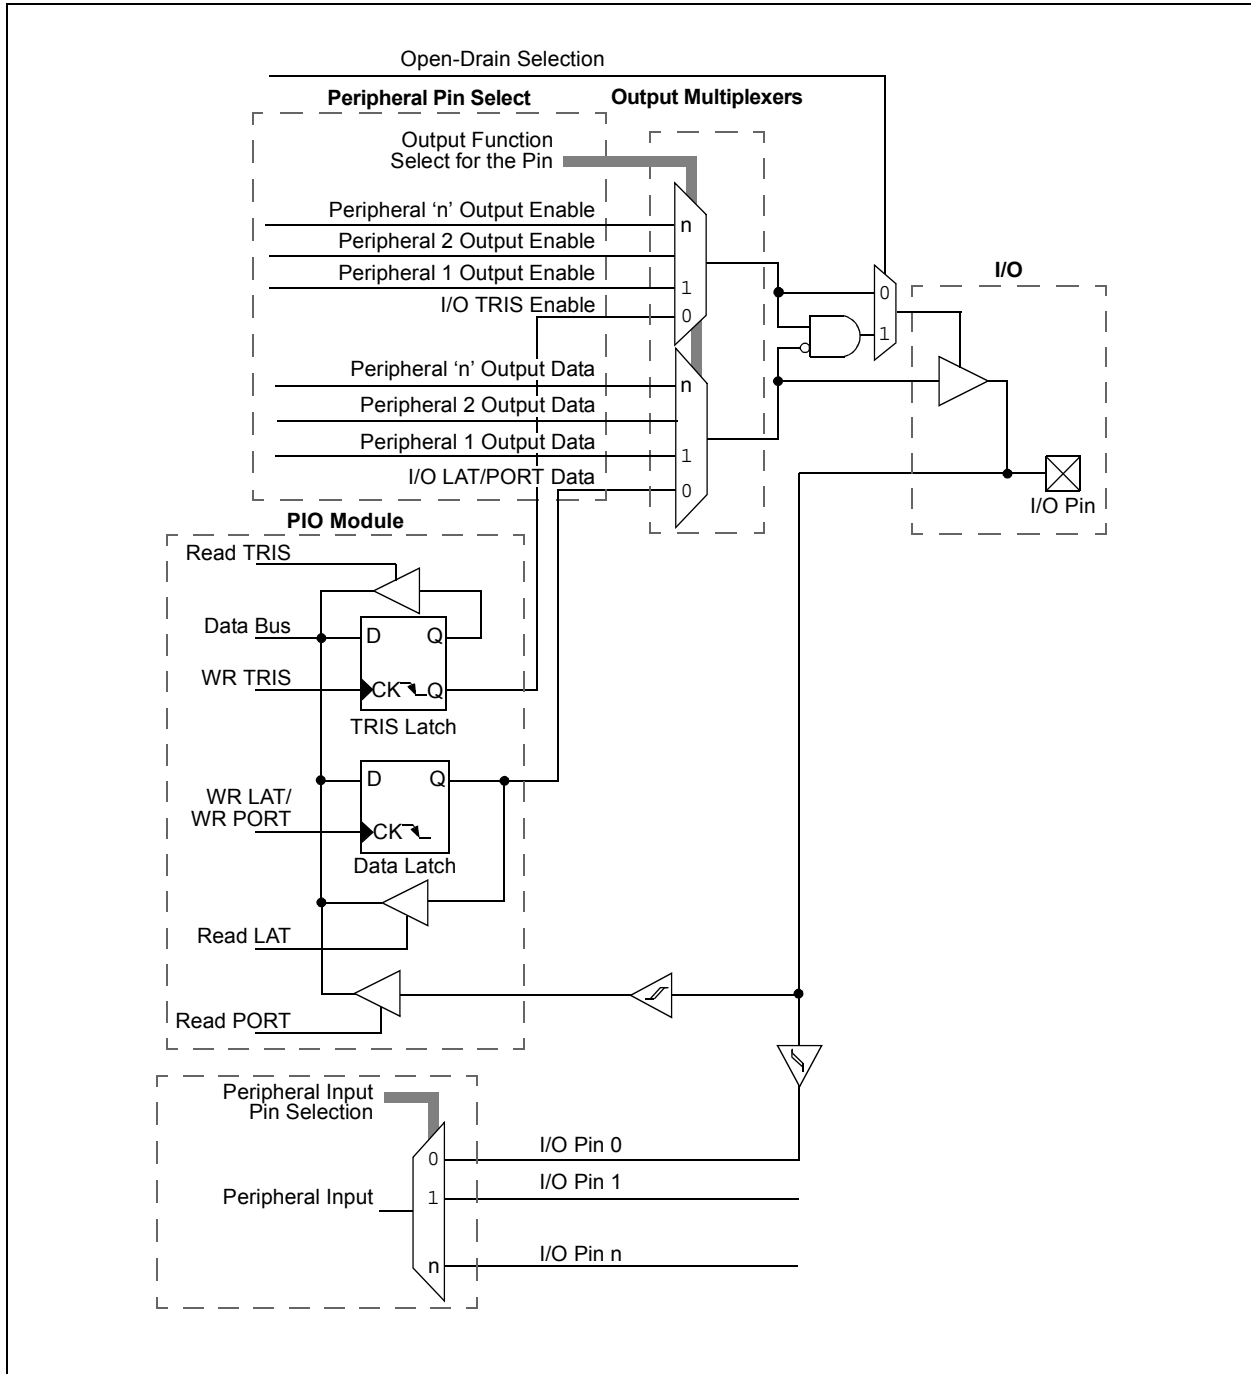 Open-Drain Selection
Peripheral Pin Select
Output Multiplexers
Output Function
Select for the Pin
Peripheral ‘n’ Output Enable
n
Peripheral 2 Output Enable
Peripheral 1 Output Enable
1
I/O TRIS Enable
0
I/O
0
1
Peripheral ‘n’ Output Data
n
Peripheral 2 Output Data
Peripheral 1 Output Data
1
I/O LAT/PORT Data
0
I/O Pin
PIO Module
Read TRIS
Data Bus
D
Q
WR TRIS
CK
Q
TRIS Latch
D
Q
WR LAT/
WR PORT
CK
Data Latch
Read LAT
Read PORT
Peripheral Input
Pin Selection
0
I/O Pin 0
Peripheral Input
1
I/O Pin 1
n
I/O Pin n